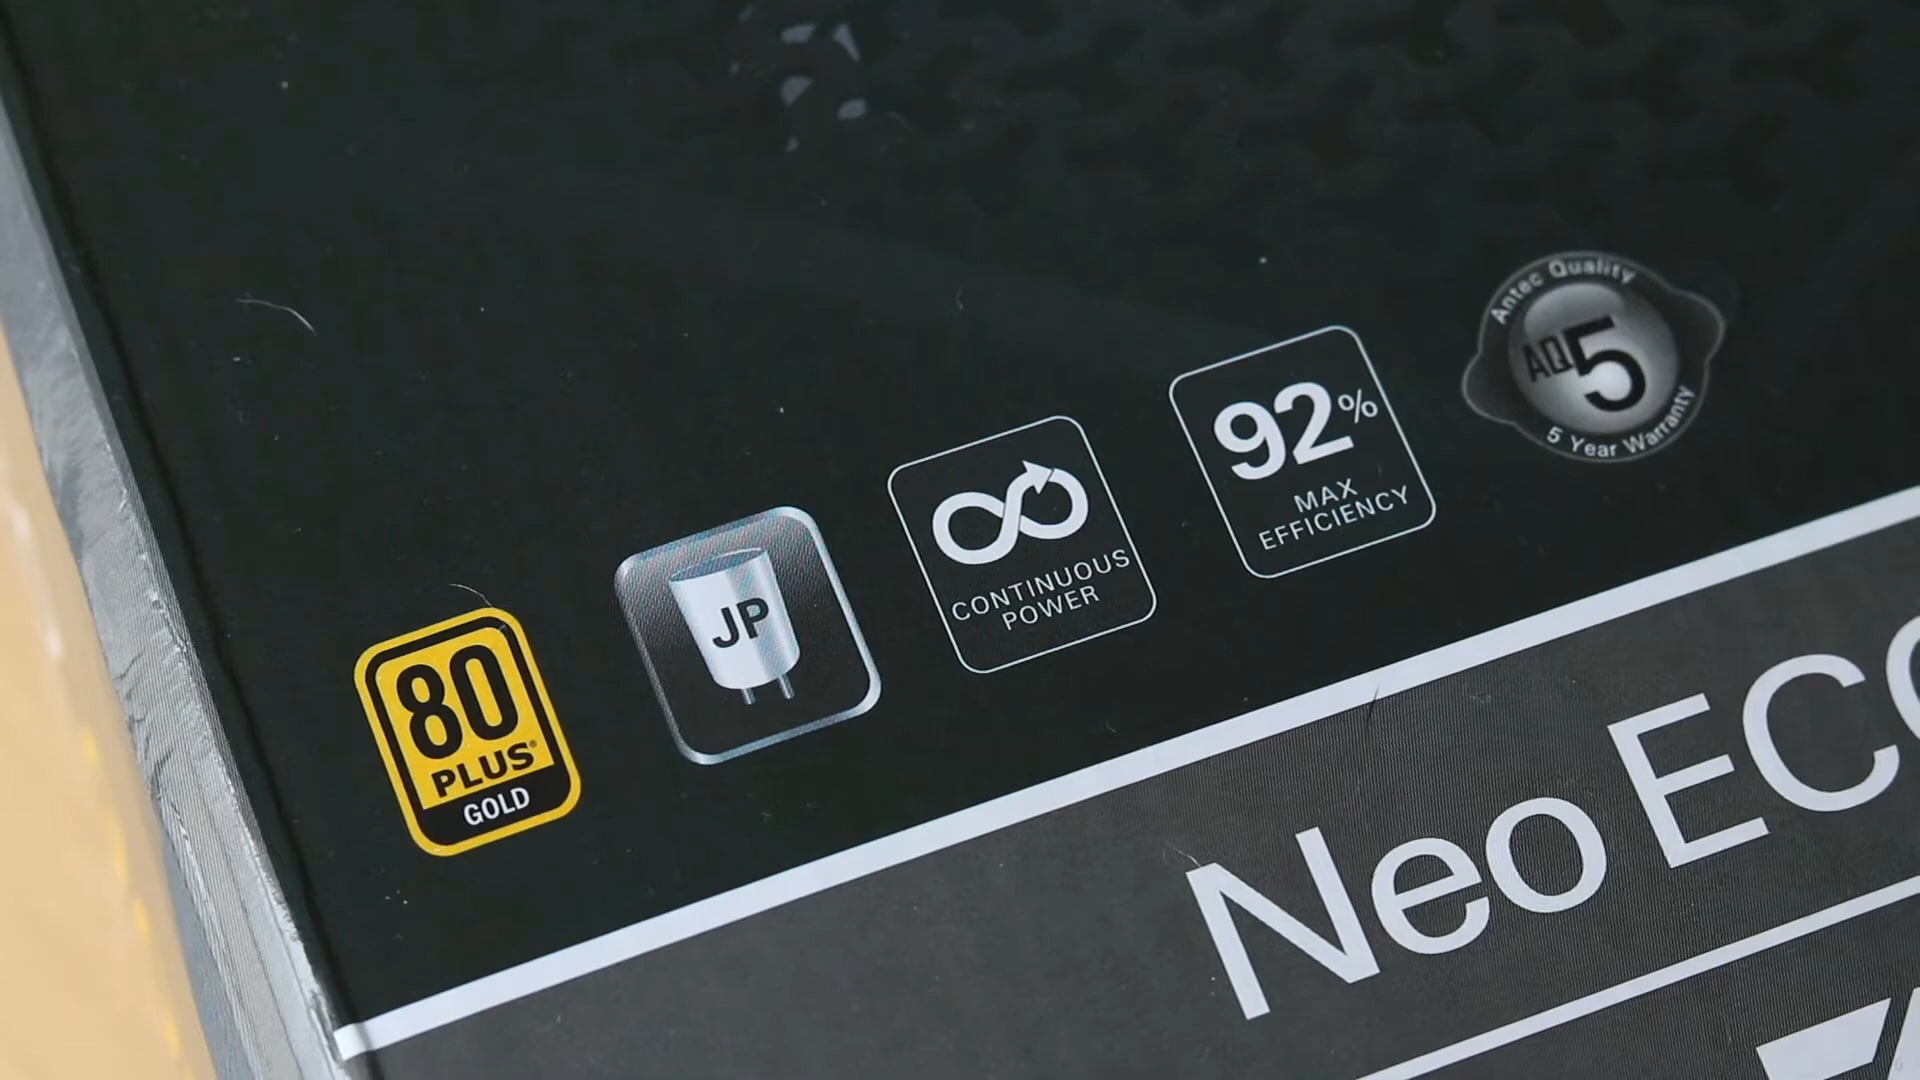 80
PLUS®
GOLD
JP
CONTINUOUS
POWER
92%
MAX
EFFICIENCY
Antec Quality
AQ5
5 Year Warranty
Neo ECO